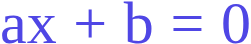 ax + b = 0